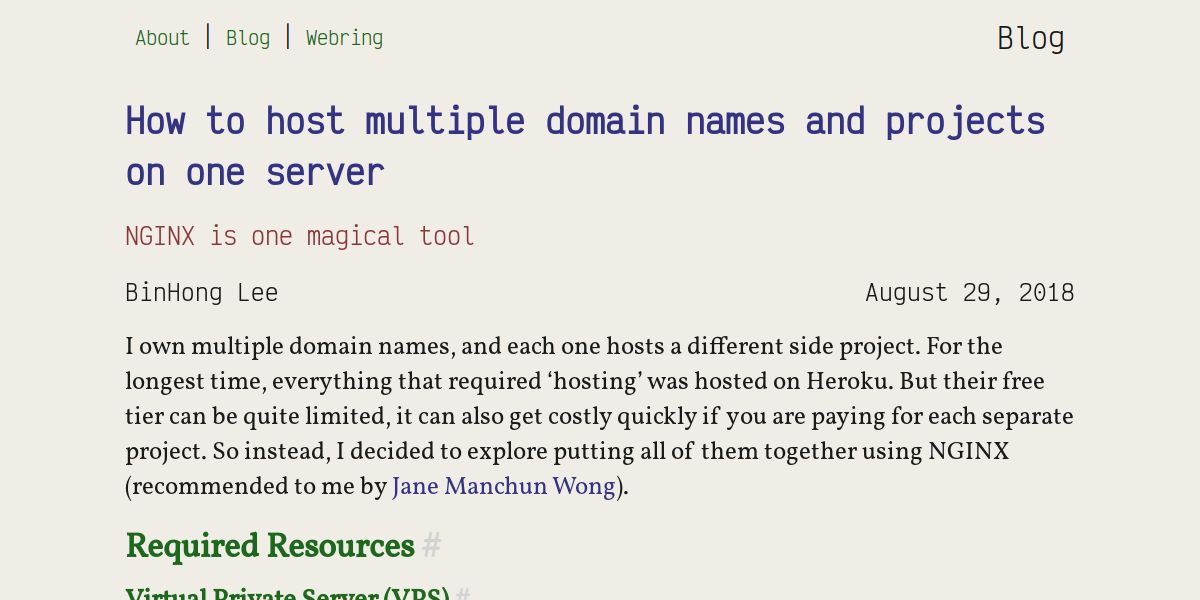 About | Blog | Webring
Blog
How to host multiple domain names and projects
on one server
NGINX is one magical tool
BinHong Lee
August 29, 2018
I own multiple domain names, and each one hosts a different side project. For the
longest time, everything that required ‘hosting’ was hosted on Heroku. But their free
tier can be quite limited, it can also get costly quickly if you are paying for each separate
project. So instead, I decided to explore putting all of them together using NGINX
(recommended to me by Jane Manchun Wong).
Required Resources #
Virtual Private Server (VPS) #